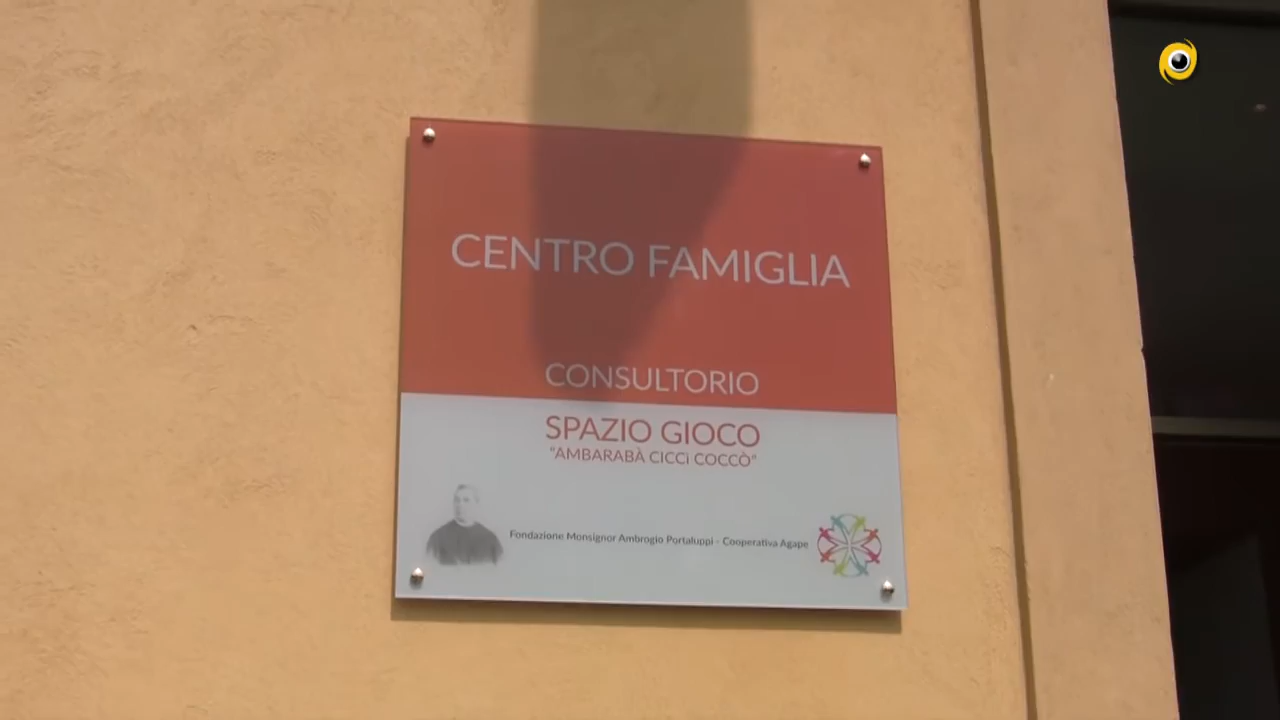 CENTRO FAMIGLIA
CONSULTORIO
SPAZIO GIOCO
"AMBARABÀ CICCì COCCÒ"
Fondazione Monsignor Ambrogio Portaluppi - Cooperativa Agape